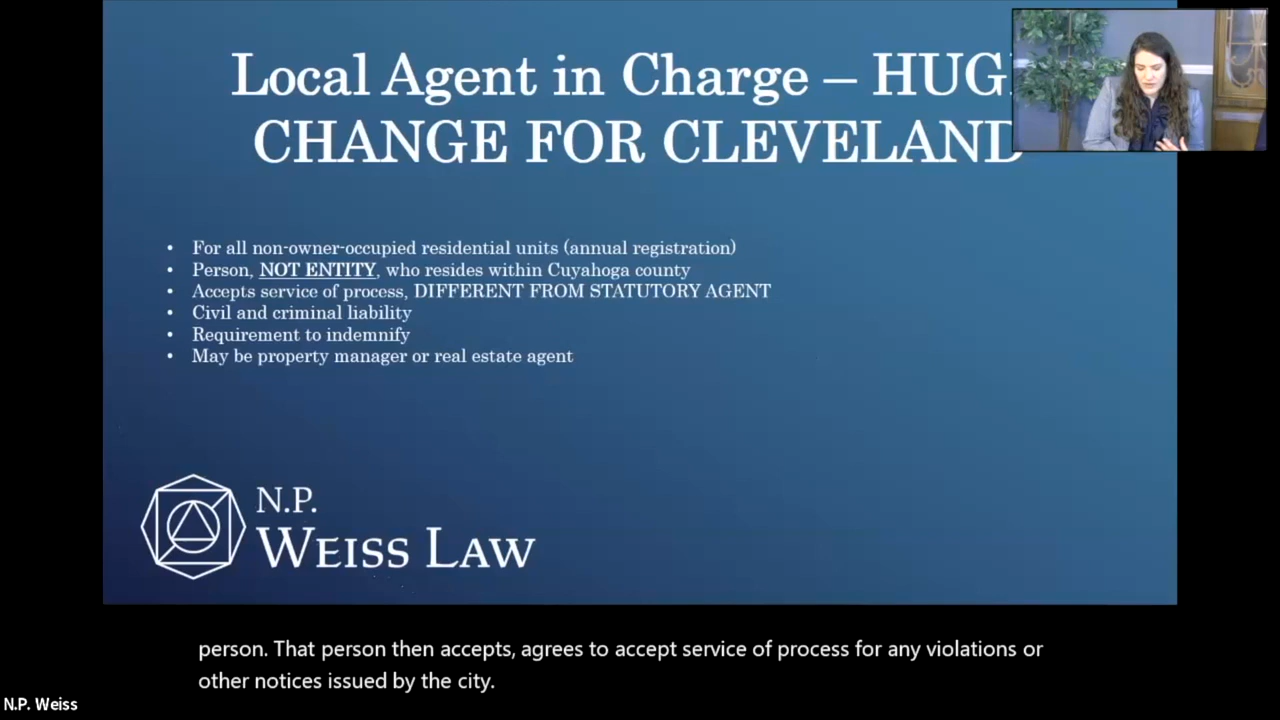 Local Agent in Charge – HUG
CHANGE FOR CLEVELAND
• For all non-owner-occupied residential units (annual registration)
• Person, NOT ENTITY, who resides within Cuyahoga county
• Accepts service of process, DIFFERENT FROM STATUTORY AGENT
• Civil and criminal liability
• Requirement to indemnify
• May be property manager or real estate agent
N.P.
WEISS LAW
person. That person then accepts, agrees to accept service of process for any violations or
other notices issued by the city.
N.P. Weiss